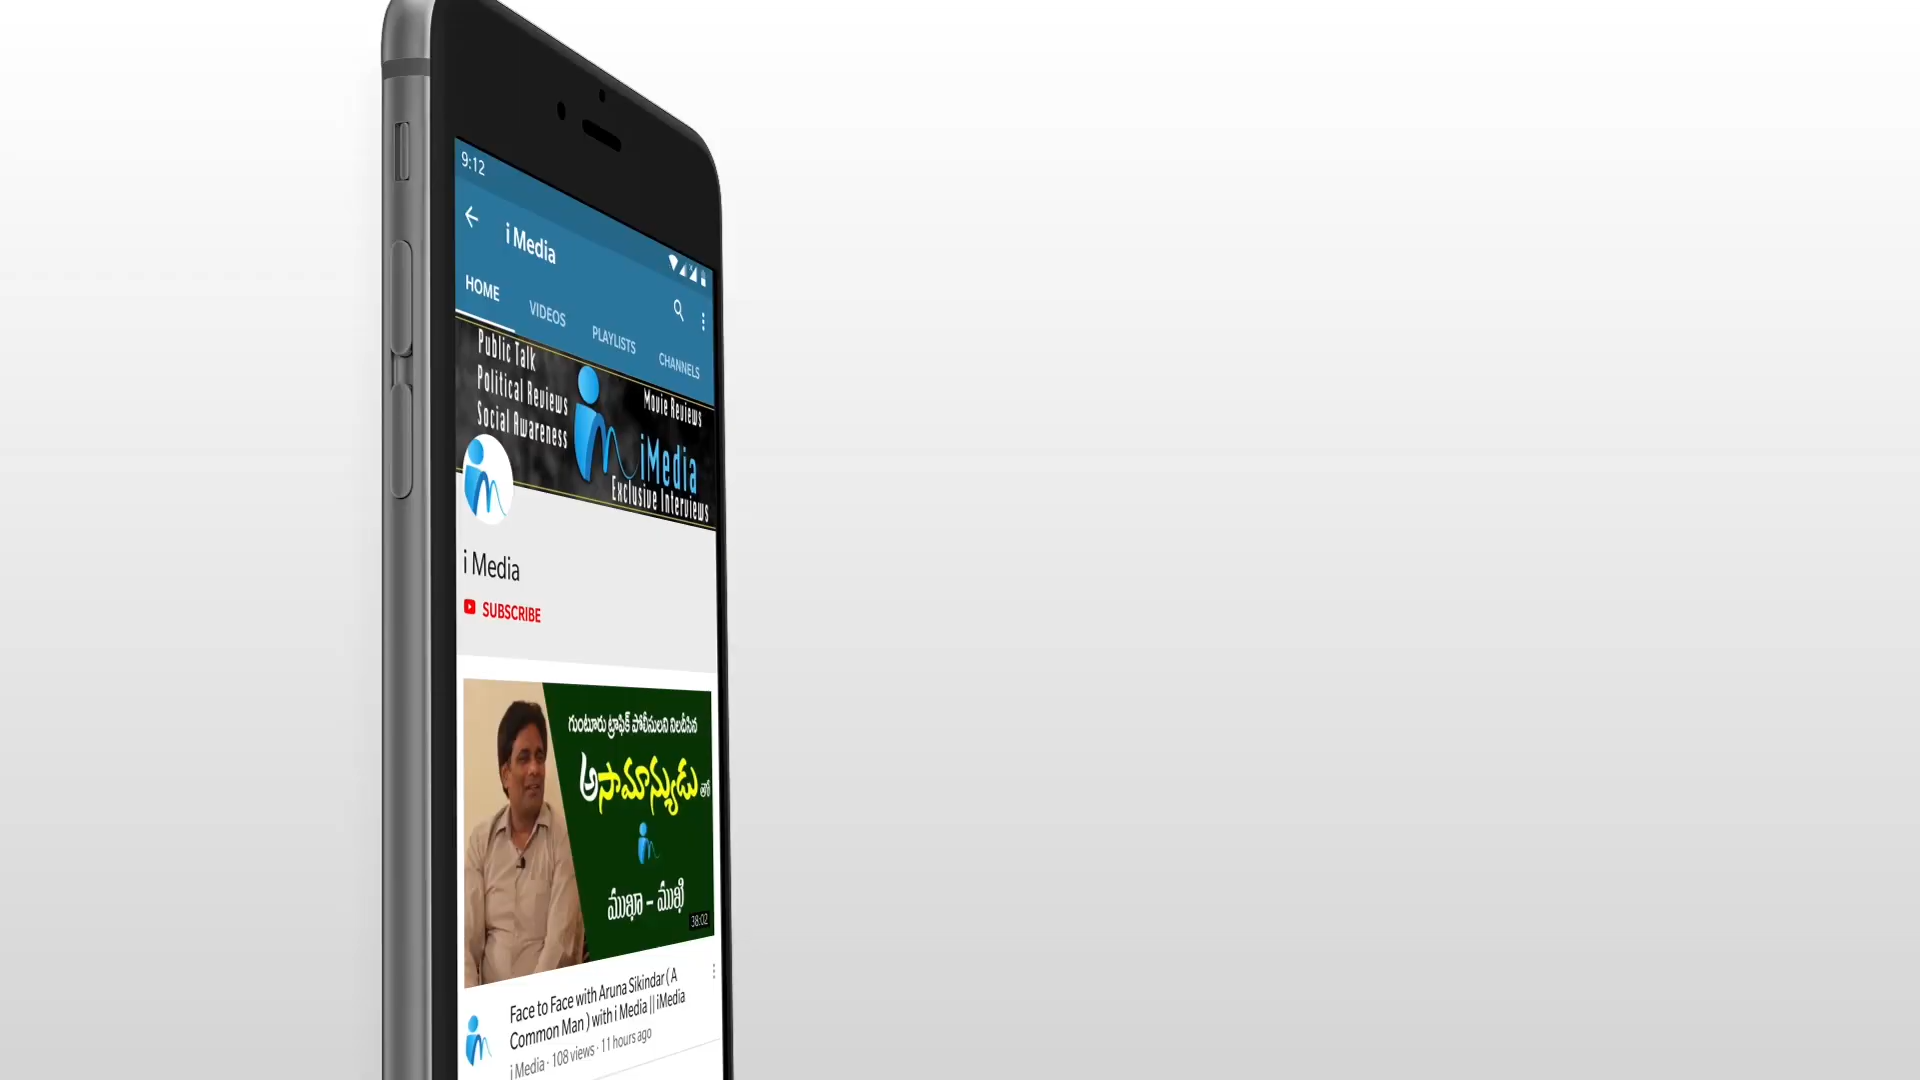 9:12
i Media
HOME
VIDEOS
PLAYLISTS
CHANNELS
Public Talk
Political Reviews
Social Awareness
Movie Reviews
iMedia
Exclusive Interviews
i Media
SUBSCRIBE
గుంటూరు ట్రాఫిక్ పోలీసులని నిలదీసిన
అసామాన్యుడు తో
ముఖా - ముఖి
38:02
Face to Face with Aruna Sikindar ( A
Common Man ) with i Media || iMedia
i Media · 108 views · 11 hours ago